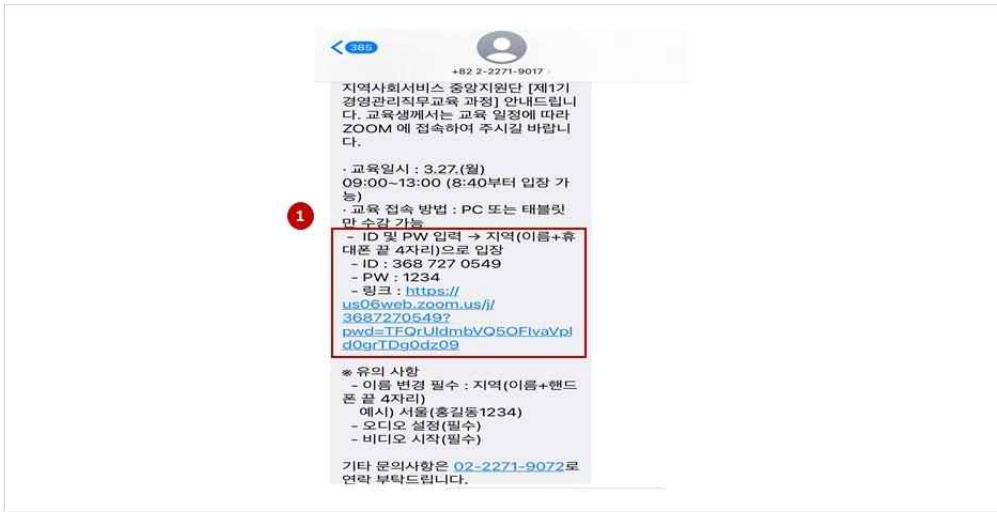 385
+82 2-2271-9017
지역사회서비스 중앙지원단 [제1기
경영관리직무교육 과정] 안내드립니
다. 교육생께서는 교육 일정에 따라
ZOOM 에 접속하여 주시길 바랍니
다.
· 교육일시 : 3.27.(월)
09:00~13:00 (8:40부터 입장 가
능)
· 교육 접속 방법 : PC 또는 태블릿
만 수감 가능
1
- ID 및 PW 입력 → 지역(이름+휴
대폰 끝 4자리)으로 입장
- ID : 368 727 0549
- PW : 1234
- 링크 : https://
us06web.zoom.us/j/
3687270549?
pwd=TFQrUldmbVQ5OFIvaVpl
d0grTDg0dz09
※ 유의 사항
- 이름 변경 필수 : 지역(이름+핸드
폰 끝 4자리)
예시) 서울(홍길동1234)
- 오디오 설정(필수)
- 비디오 시작(필수)
기타 문의사항은 02-2271-9072로
연락 부탁드립니다.